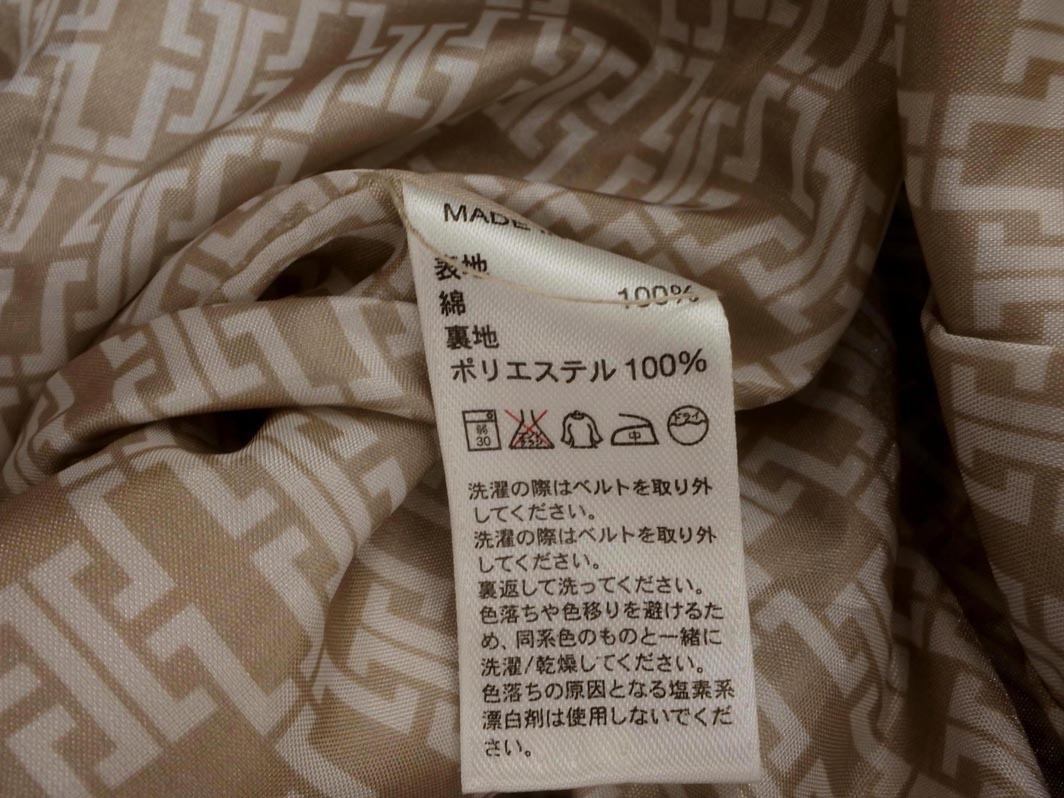 MADE
表地
綿 100%
裏地
ポリエステル 100%
弱 30 中 ドライ
洗濯の際はベルトを取り外
してください。
洗濯の際はベルトを取り外
してください。
裏返して洗ってください。
色落ちや色移りを避けるた
め、同系色のものと一緒に
洗濯/乾燥してください。
色落ちの原因となる塩素系
漂白剤は使用しないでくだ
さい。